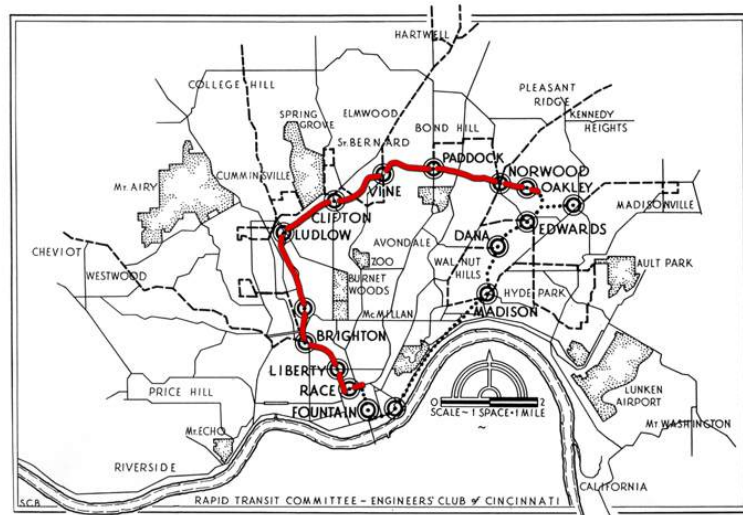 HARTWELL
COLLEGE HILL
SPRING
GROVE
ELMWOOD
PLEASANT
RIDGE
ST. BERNARD
BOND HILL
KENNEDY
HEIGHTS
CUMMINSVILLE
PADDOCK
NORWOOD
OAKLEY
MT. AIRY
VINE
CLIPTON
MADISONVILLE
LUDLOW
EDWARDS
CHEVIOT
AVONDALE
DANA
WESTWOOD
ZOO
WALNUT
HILLS
AULT PARK
BURNET
WOODS
HYDE PARK
MCMILLAN
MADISON
BRIGHTON
LIBERTY
PRICE HILL
RACE
LUNKEN
AIRPORT
FOUNTAIN
0 2
SCALE~1 SPACE=1 MILE
~
MT. WASHINGTON
MT. ECHO
RIVERSIDE
CALIFORNIA
S.C.B.
RAPID TRANSIT COMMITTEE - ENGINEERS' CLUB of CINCINNATI